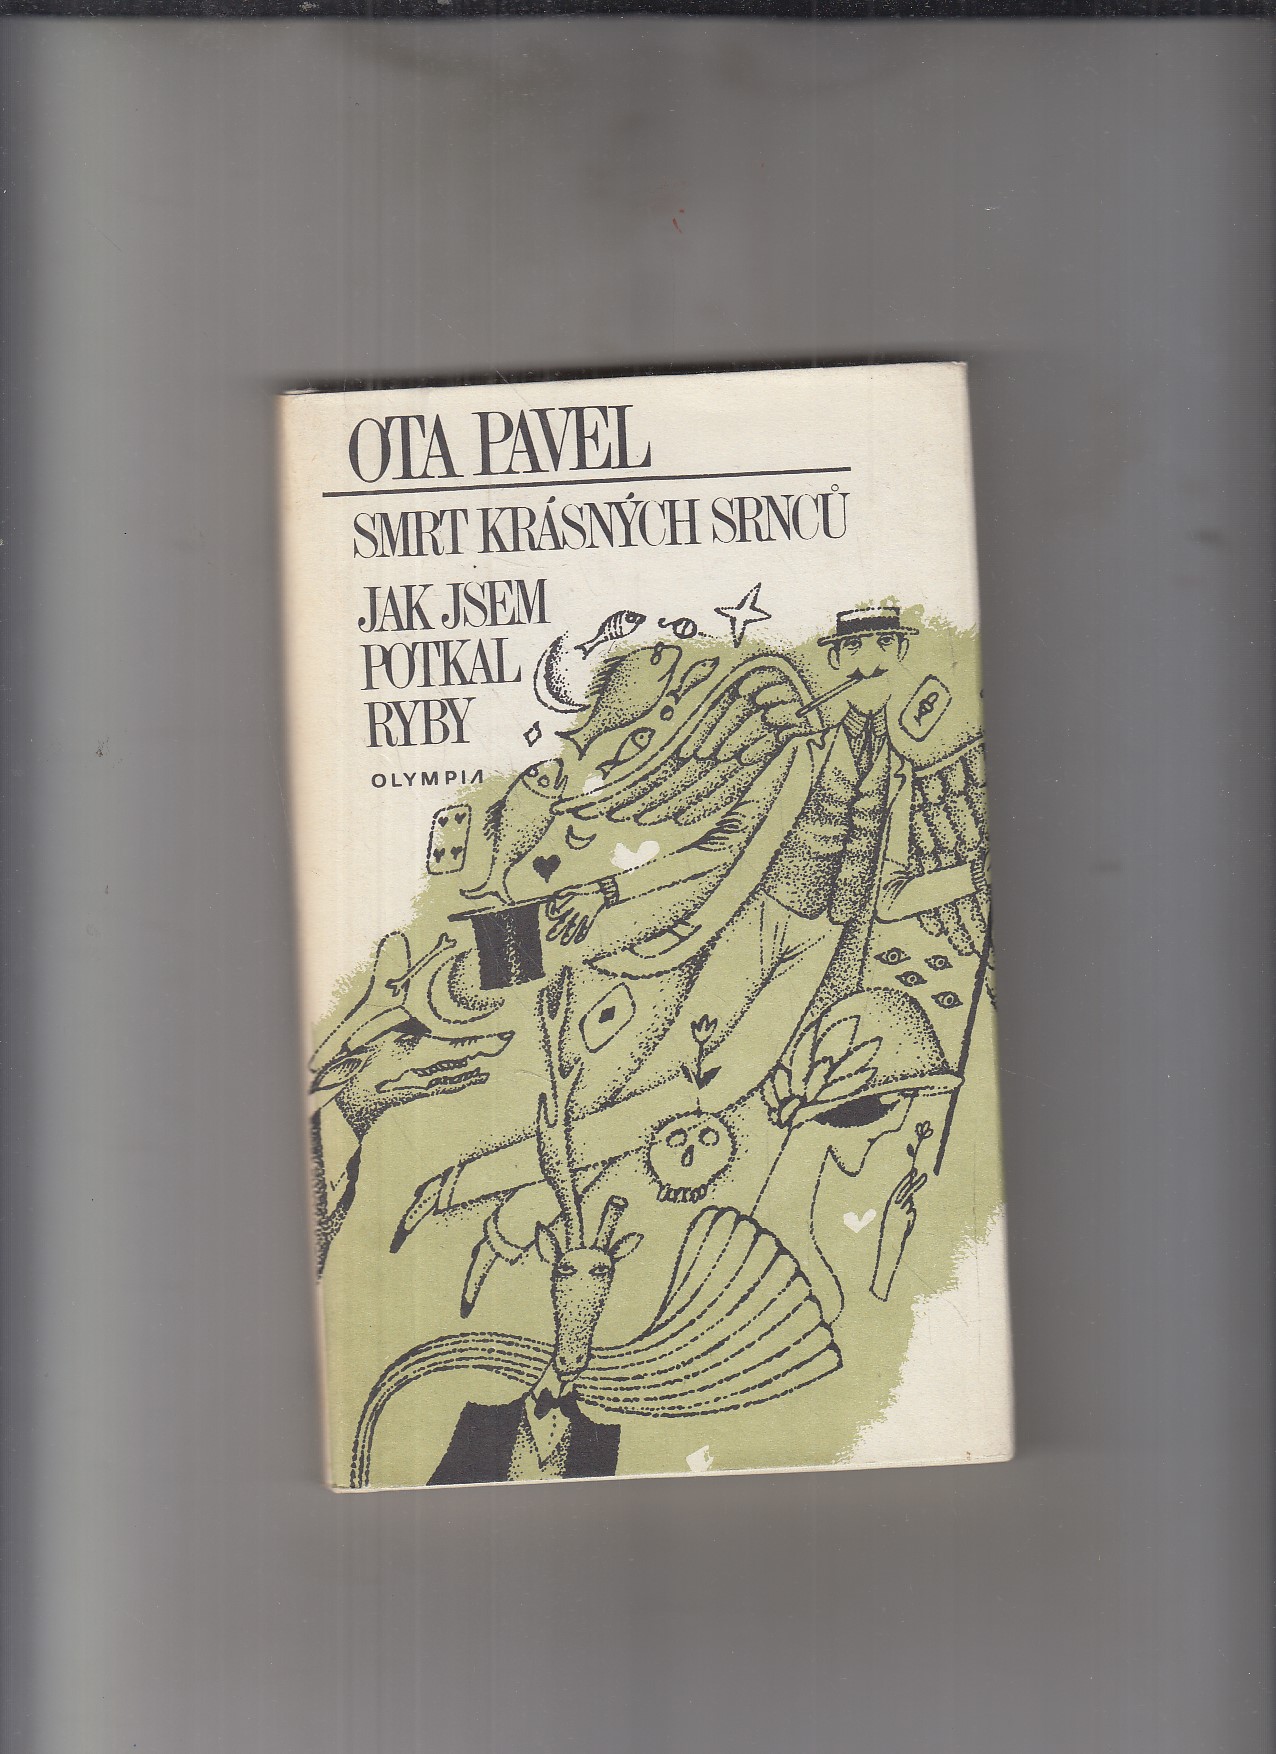 OTA PAVEL
SMRT KRÁSNÝCH SRNCŮ
JAK JSEM
POTKAL
RYBY
OLYMPIA